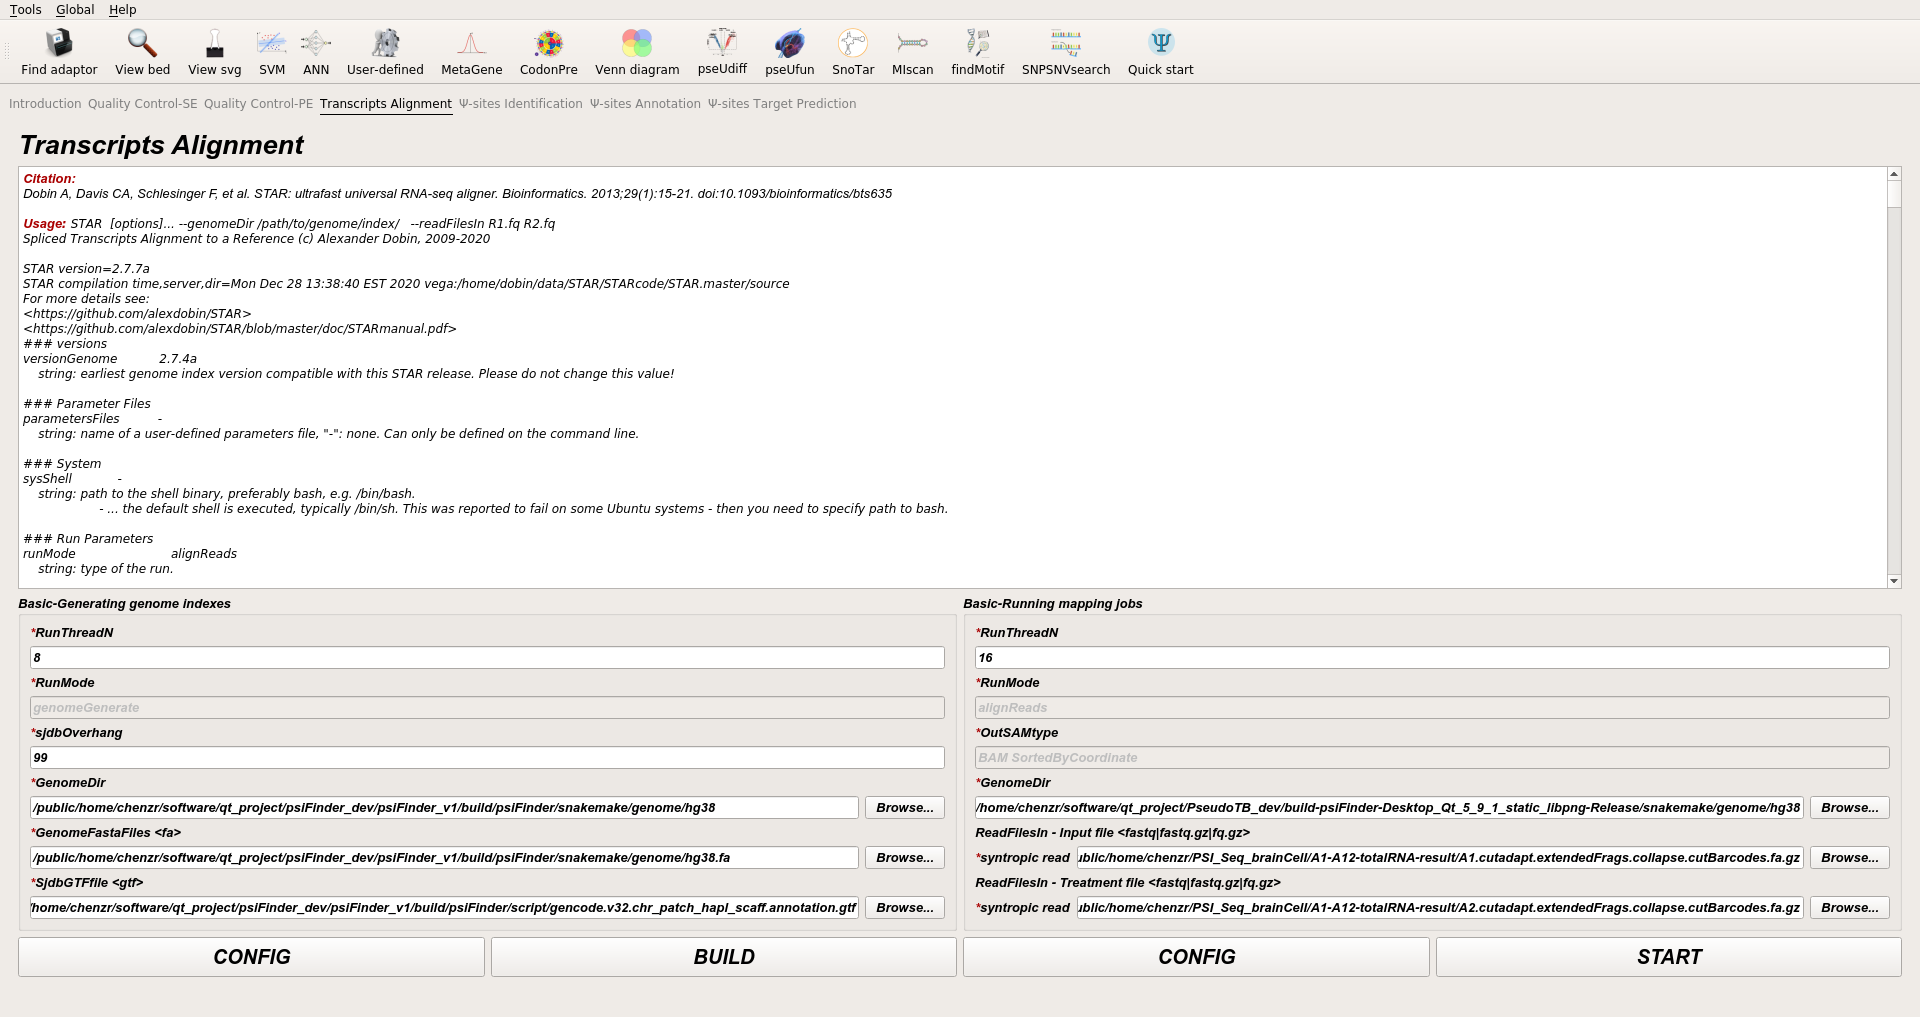 Tools Global Help
Find adaptor View bed View svg SVM ANN User-defined MetaGene CodonPre Venn diagram pseUdiff pseUfun SnoTar MIscan findMotif SNPSNVsearch Quick start
Introduction Quality Control-SE Quality Control-PE Transcripts Alignment Ψ-sites Identification Ψ-sites Annotation Ψ-sites Target Prediction
Transcripts Alignment
Citation:
Dobin A, Davis CA, Schlesinger F, et al. STAR: ultrafast universal RNA-seq aligner. Bioinformatics. 2013;29(1):15-21. doi:10.1093/bioinformatics/bts635
Usage: STAR [options]... --genomeDir /path/to/genome/index/ --readFilesIn R1.fq R2.fq
Spliced Transcripts Alignment to a Reference (c) Alexander Dobin, 2009-2020
STAR version=2.7.7a
STAR compilation time,server,dir=Mon Dec 28 13:38:40 EST 2020 vega:/home/dobin/data/STAR/STARcode/STAR.master/source
For more details see:
<https://github.com/alexdobin/STAR>
<https://github.com/alexdobin/STAR/blob/master/doc/STARmanual.pdf>
### versions
versionGenome 2.7.4a
string: earliest genome index version compatible with this STAR release. Please do not change this value!
### Parameter Files
parametersFiles -
string: name of a user-defined parameters file, "-": none. Can only be defined on the command line.
### System
sysShell -
string: path to the shell binary, preferably bash, e.g. /bin/bash.
- ... the default shell is executed, typically /bin/sh. This was reported to fail on some Ubuntu systems - then you need to specify path to bash.
### Run Parameters
runMode alignReads
string: type of the run.
Basic-Generating genome indexes
*RunThreadN
8
*RunMode
genomeGenerate
*sjdbOverhang
99
*GenomeDir
/public/home/chenzr/software/qt_project/psiFinder_dev/psiFinder_v1/build/psiFinder/snakemake/genome/hg38 Browse...
*GenomeFastaFiles <fa>
/public/home/chenzr/software/qt_project/psiFinder_dev/psiFinder_v1/build/psiFinder/snakemake/genome/hg38.fa Browse...
*SjdbGTFfile <gtf>
/home/chenzr/software/qt_project/psiFinder_dev/psiFinder_v1/build/psiFinder/script/gencode.v32.chr_patch_hapl_scaff.annotation.gtf Browse...
CONFIG BUILD
Basic-Running mapping jobs
*RunThreadN
16
*RunMode
alignReads
*OutSAMtype
BAM SortedByCoordinate
*GenomeDir
/home/chenzr/software/qt_project/PseudoTB_dev/build-psiFinder-Desktop_Qt_5_9_1_static_libpng-Release/snakemake/genome/hg38 Browse...
ReadFilesIn - Input file <fastq|fastq.gz|fq.gz>
*syntropic read ublic/home/chenzr/PSI_Seq_brainCell/A1-A12-totalRNA-result/A1.cutadapt.extendedFrags.collapse.cutBarcodes.fa.gz Browse...
ReadFilesIn - Treatment file <fastq|fastq.gz|fq.gz>
*syntropic read ublic/home/chenzr/PSI_Seq_brainCell/A1-A12-totalRNA-result/A2.cutadapt.extendedFrags.collapse.cutBarcodes.fa.gz Browse...
CONFIG START